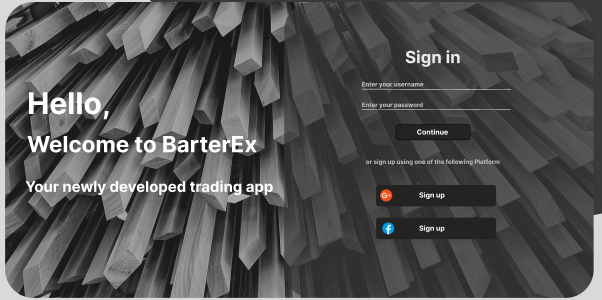 Hello,
Welcome to BarterEx
Your newly developed trading app
Sign in
Enter your username
Enter your password
Continue
or sign up using one of the following Platform
G+
Sign up
f
Sign up